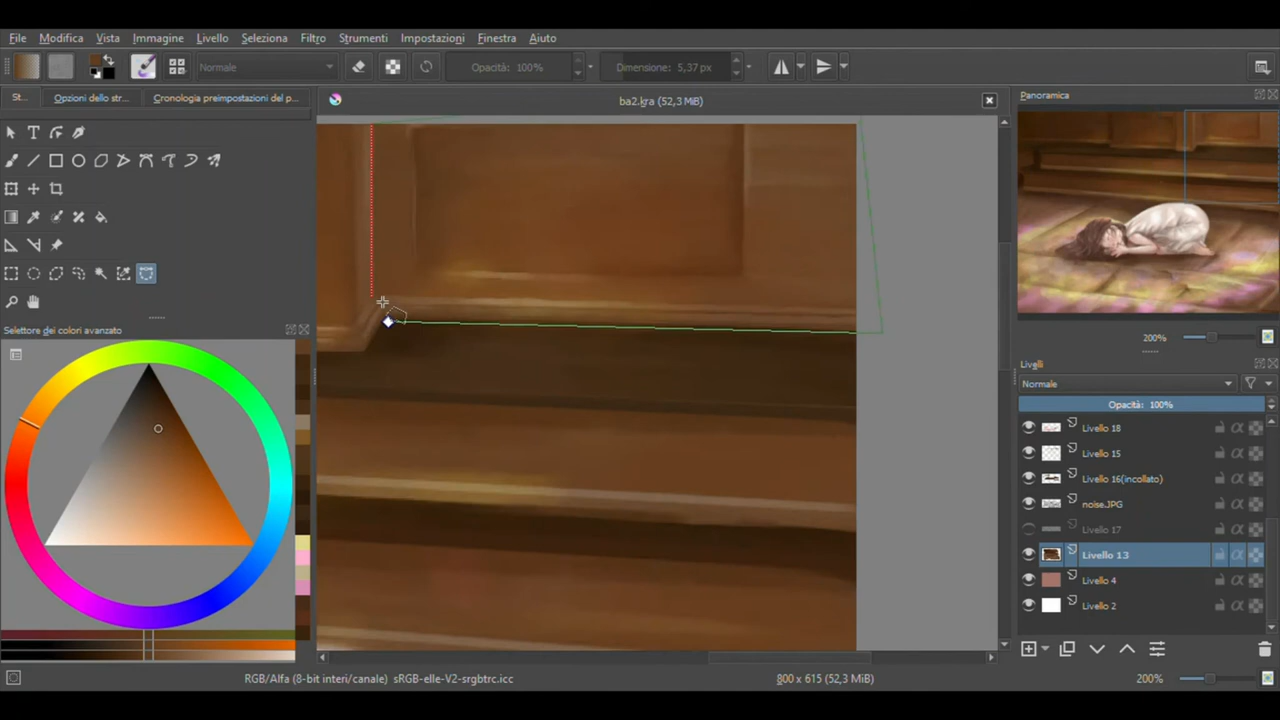 File Modifica Vista Immagine Livello Seleziona Filtro Strumenti Impostazioni Finestra Aiuto
Normale Opacità: 100% Dimensione: 5,37 px
St... Opzioni dello str... Cronologia preimpostazioni del p...
ba2.kra (52,3 MiB)
Panoramica
200%
Selettore dei colori avanzato
Livelli
Normale
Opacità: 100%
Livello 18
Livello 15
Livello 16(incollato)
noise.JPG
Livello 17
Livello 13
Livello 4
Livello 2
RGB/Alfa (8-bit interi/canale) sRGB-elle-V2-srgbtrc.icc 800 x 615 (52,3 MiB) 200%